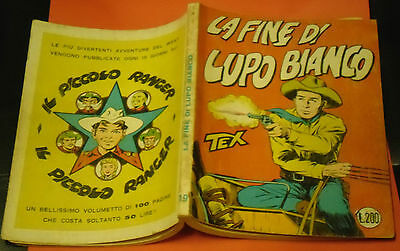 LE PIÙ DIVERTENTI AVVENTURE DEL WEST
VENGONO PUBBLICATE OGNI 15 GIORNI SU:
IL PICCOLO RANGER
IL PICCOLO RANGER
UN BELLISSIMO VOLUMETTO DI 100 PAGINE
CHE COSTA SOLTANTO 50 LIRE!
LA FINE DI LUPO BIANCO
19
LA FINE DI
LUPO BIANCO
TEX
L.200